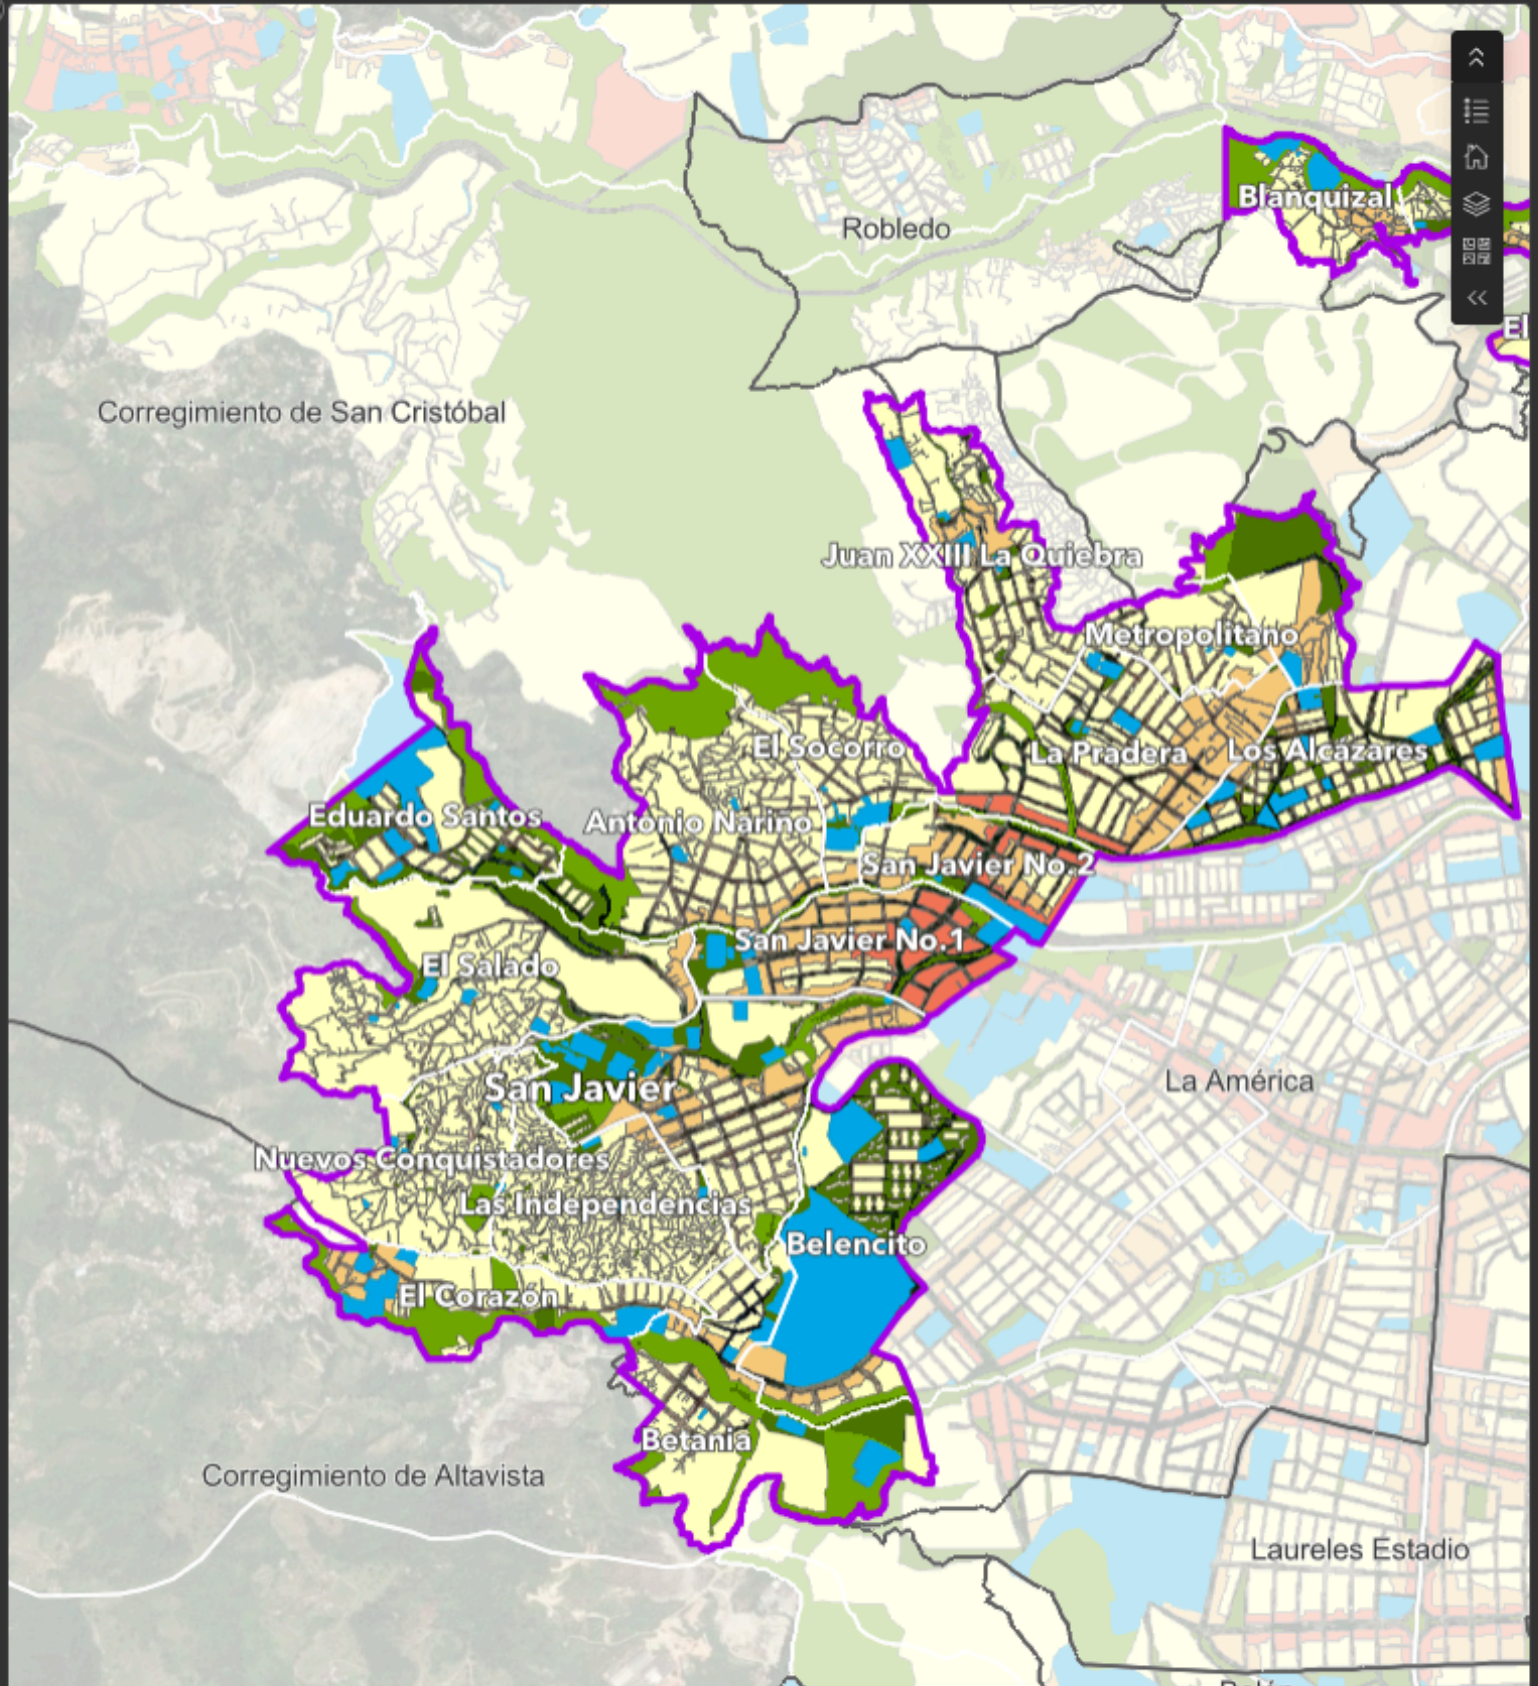 Blanquizal
Robledo
El
Corregimiento de San Cristóbal
Juan XXIII La Quiebra
Metropolitano
El Socorro
La Pradera
Los Alcázares
Eduardo Santos
Antonio Nariño
San Javier No.2
San Javier No.1
El Salado
San Javier
La América
Nuevos Conquistadores
Las Independencias
Belencito
El Corazón
Betania
Corregimiento de Altavista
Laureles Estadio